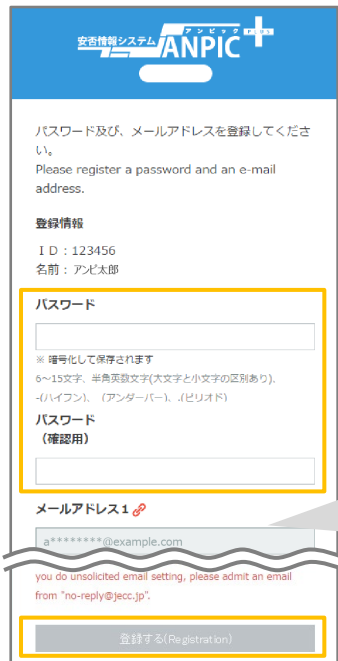 アンピック PLUS
安否情報システム ANPIC
パスワード及び、メールアドレスを登録してくださ
い。
Please register a password and an e-mail
address.
登録情報
ＩＤ：123456
名前： アンピ太郎
パスワード
※ 暗号化して保存されます
6～15文字、半角英数文字(大文字と小文字の区別あり)、
-(ハイフン)、_(アンダーバー)、.(ピリオド)
パスワード
（確認用）
メールアドレス１
a********@example.com
you do unsolicited email setting, please admit an email
from "no-reply@jecc.jp".
登録する(Registration)